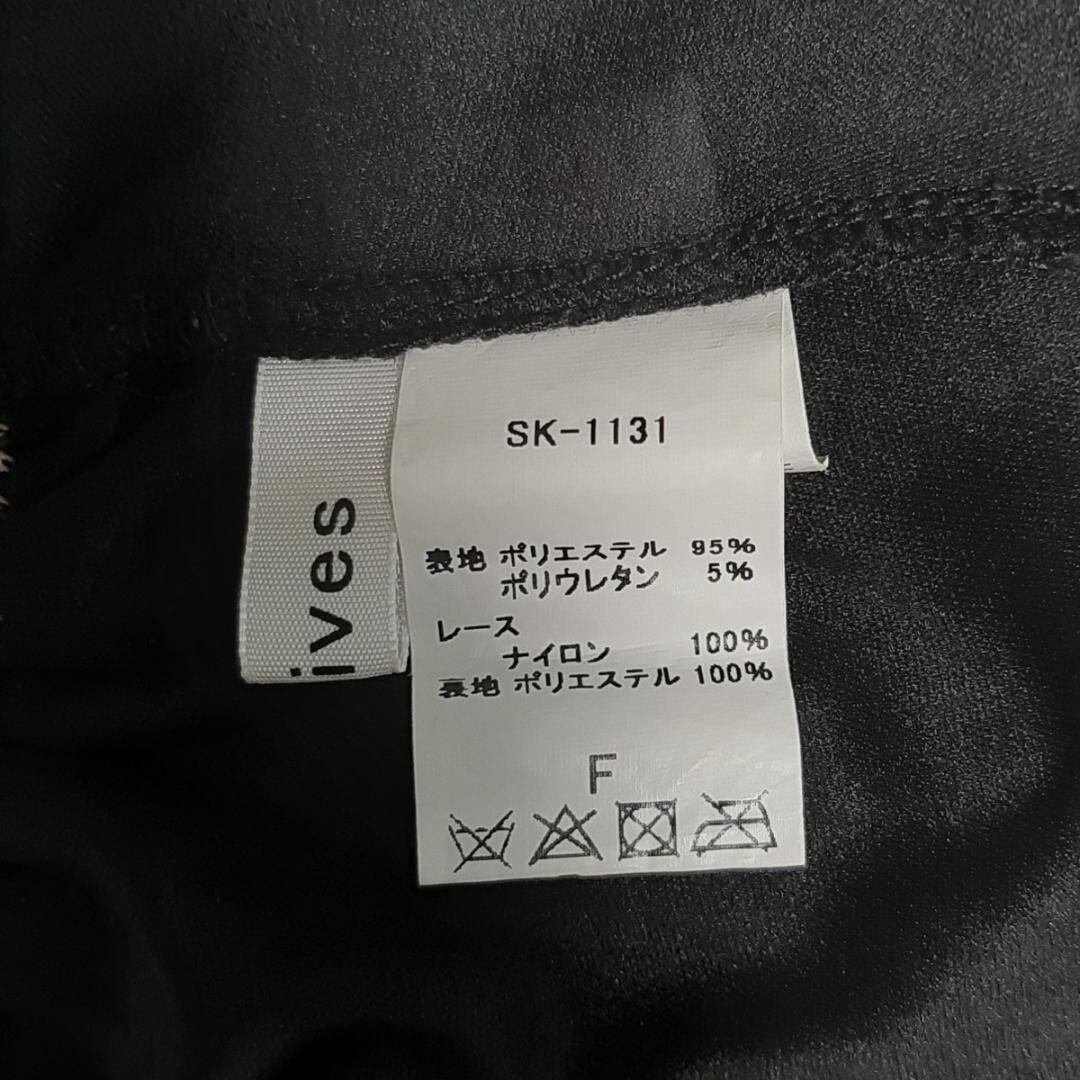 ives
SK-1131
表地 ポリエステル 95%
ポリウレタン 5%
レース
ナイロン 100%
裏地 ポリエステル 100%
F